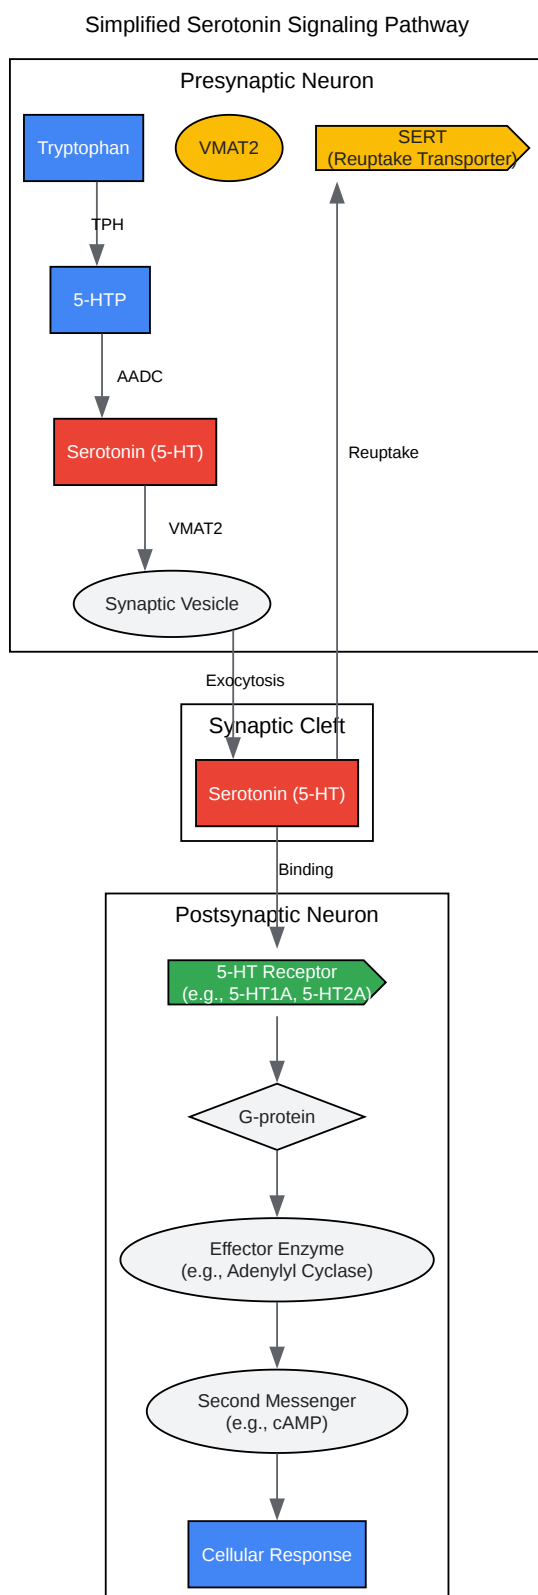 Simplified Serotonin Signaling Pathway
Presynaptic Neuron
Tryptophan
VMAT2
SERT
(Reuptake Transporter)
TPH
5-HTP
AADC
Serotonin (5-HT)
Reuptake
VMAT2
Synaptic Vesicle
Exocytosis
Synaptic Cleft
Serotonin (5-HT)
Binding
Postsynaptic Neuron
5-HT Receptor
(e.g., 5-HT1A, 5-HT2A)
G-protein
Effector Enzyme
(e.g., Adenylyl Cyclase)
Second Messenger
(e.g., cAMP)
Cellular Response